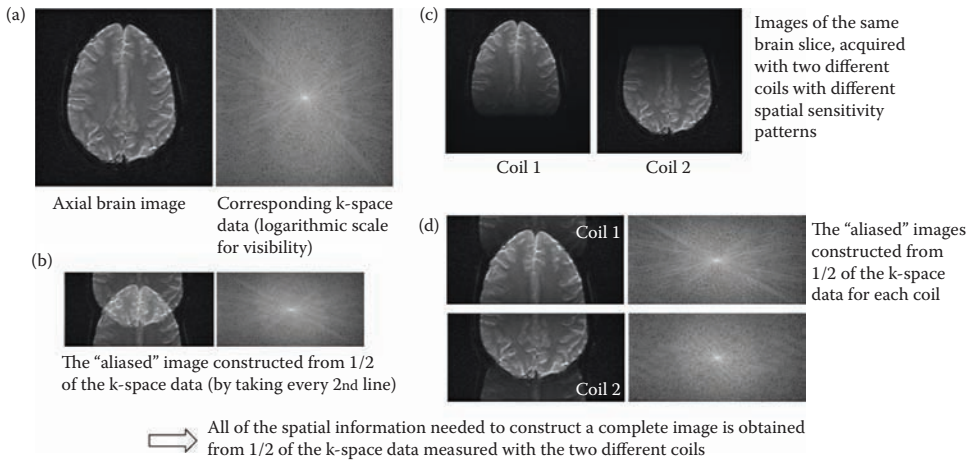 (a)
Axial brain image
Corresponding k-space
data (logarithmic scale
for visibility)
(b)
The “aliased” image constructed from 1/2
of the k-space data (by taking every 2nd line)
(c)
Coil 1
Coil 2
Images of the same
brain slice, acquired
with two different
coils with different
spatial sensitivity
patterns
(d)
Coil 1
Coil 2
The “aliased” images
constructed from
1/2 of the k-space
data for each coil
All of the spatial information needed to construct a complete image is obtained
from 1/2 of the k-space data measured with the two different coils